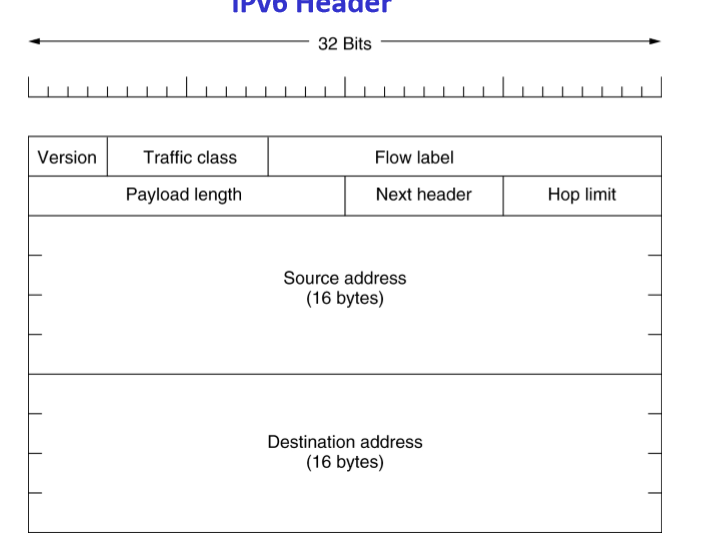 IPv6 Header
32 Bits
Version Traffic class Flow label
Payload length Next header Hop limit
Source address
(16 bytes)
Destination address
(16 bytes)